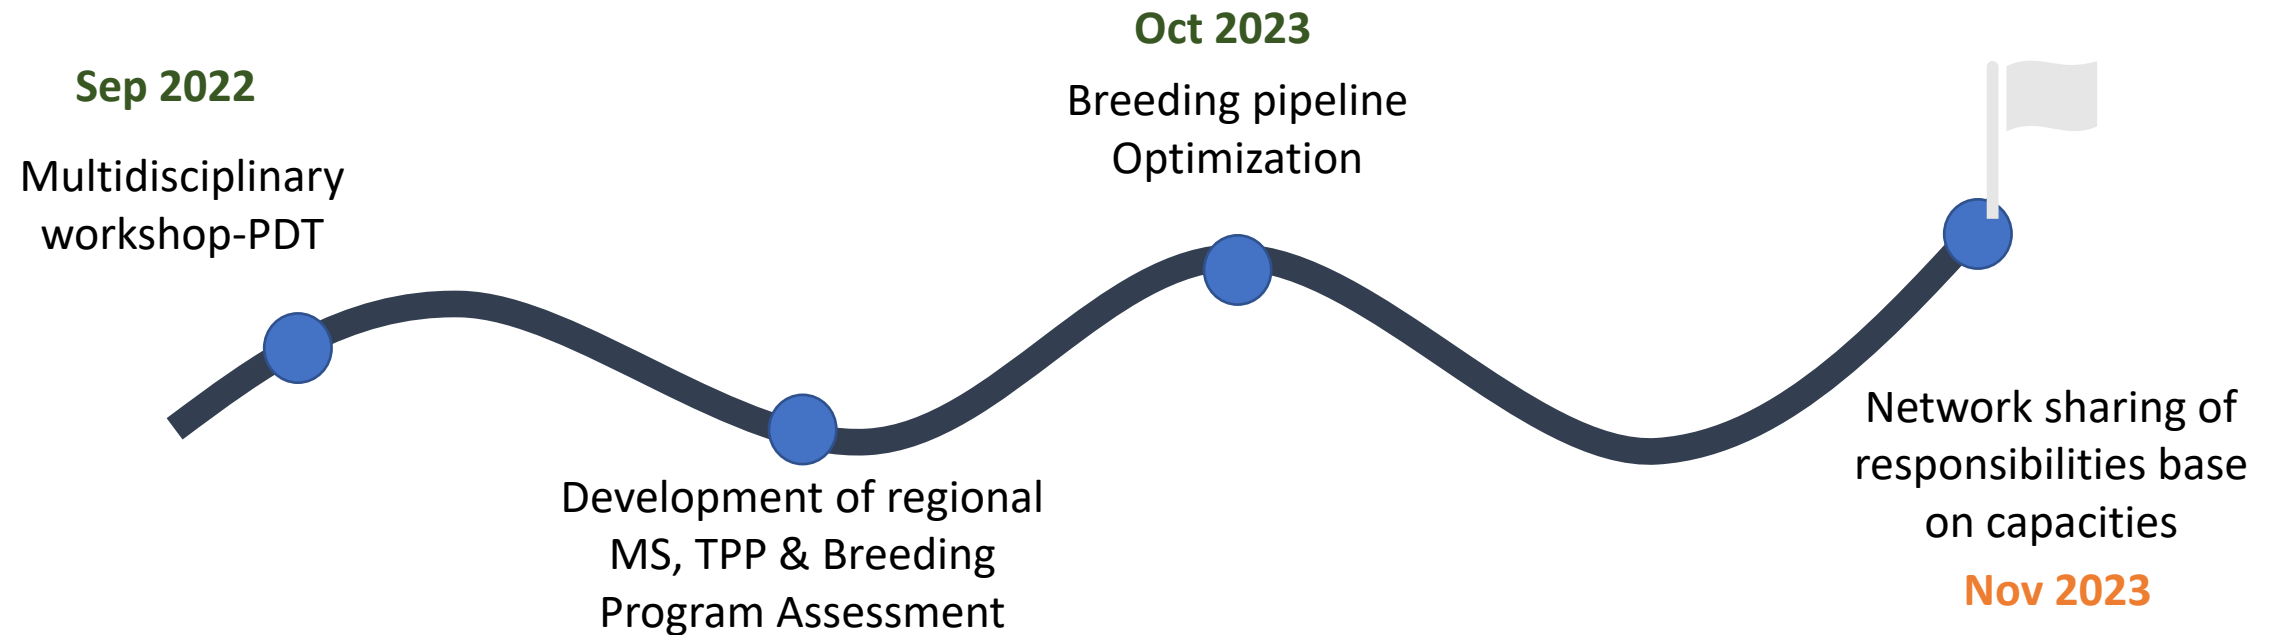 Sep 2022
Multidisciplinary
workshop-PDT
Development of regional
MS, TPP & Breeding
Program Assessment
Oct 2023
Breeding pipeline
Optimization
Network sharing of
responsibilities base
on capacities
Nov 2023